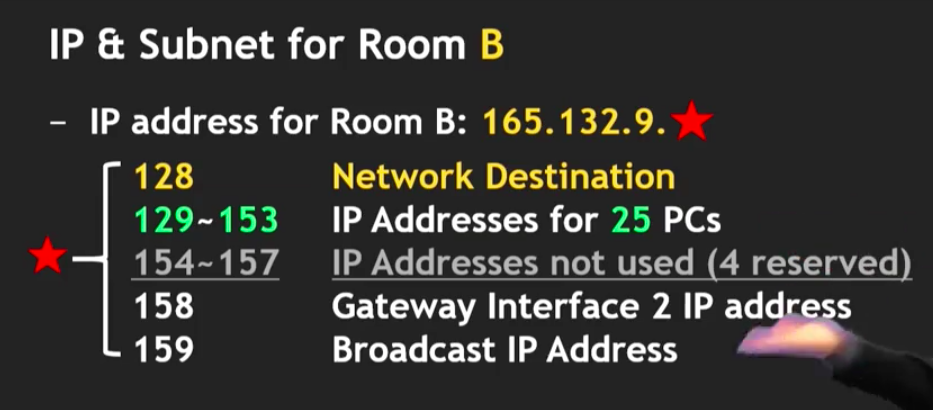 IP & Subnet for Room B
– IP address for Room B: 165.132.9.
128 Network Destination
129~153 IP Addresses for 25 PCs
154~157 IP Addresses not used (4 reserved)
158 Gateway Interface 2 IP address
159 Broadcast IP Address